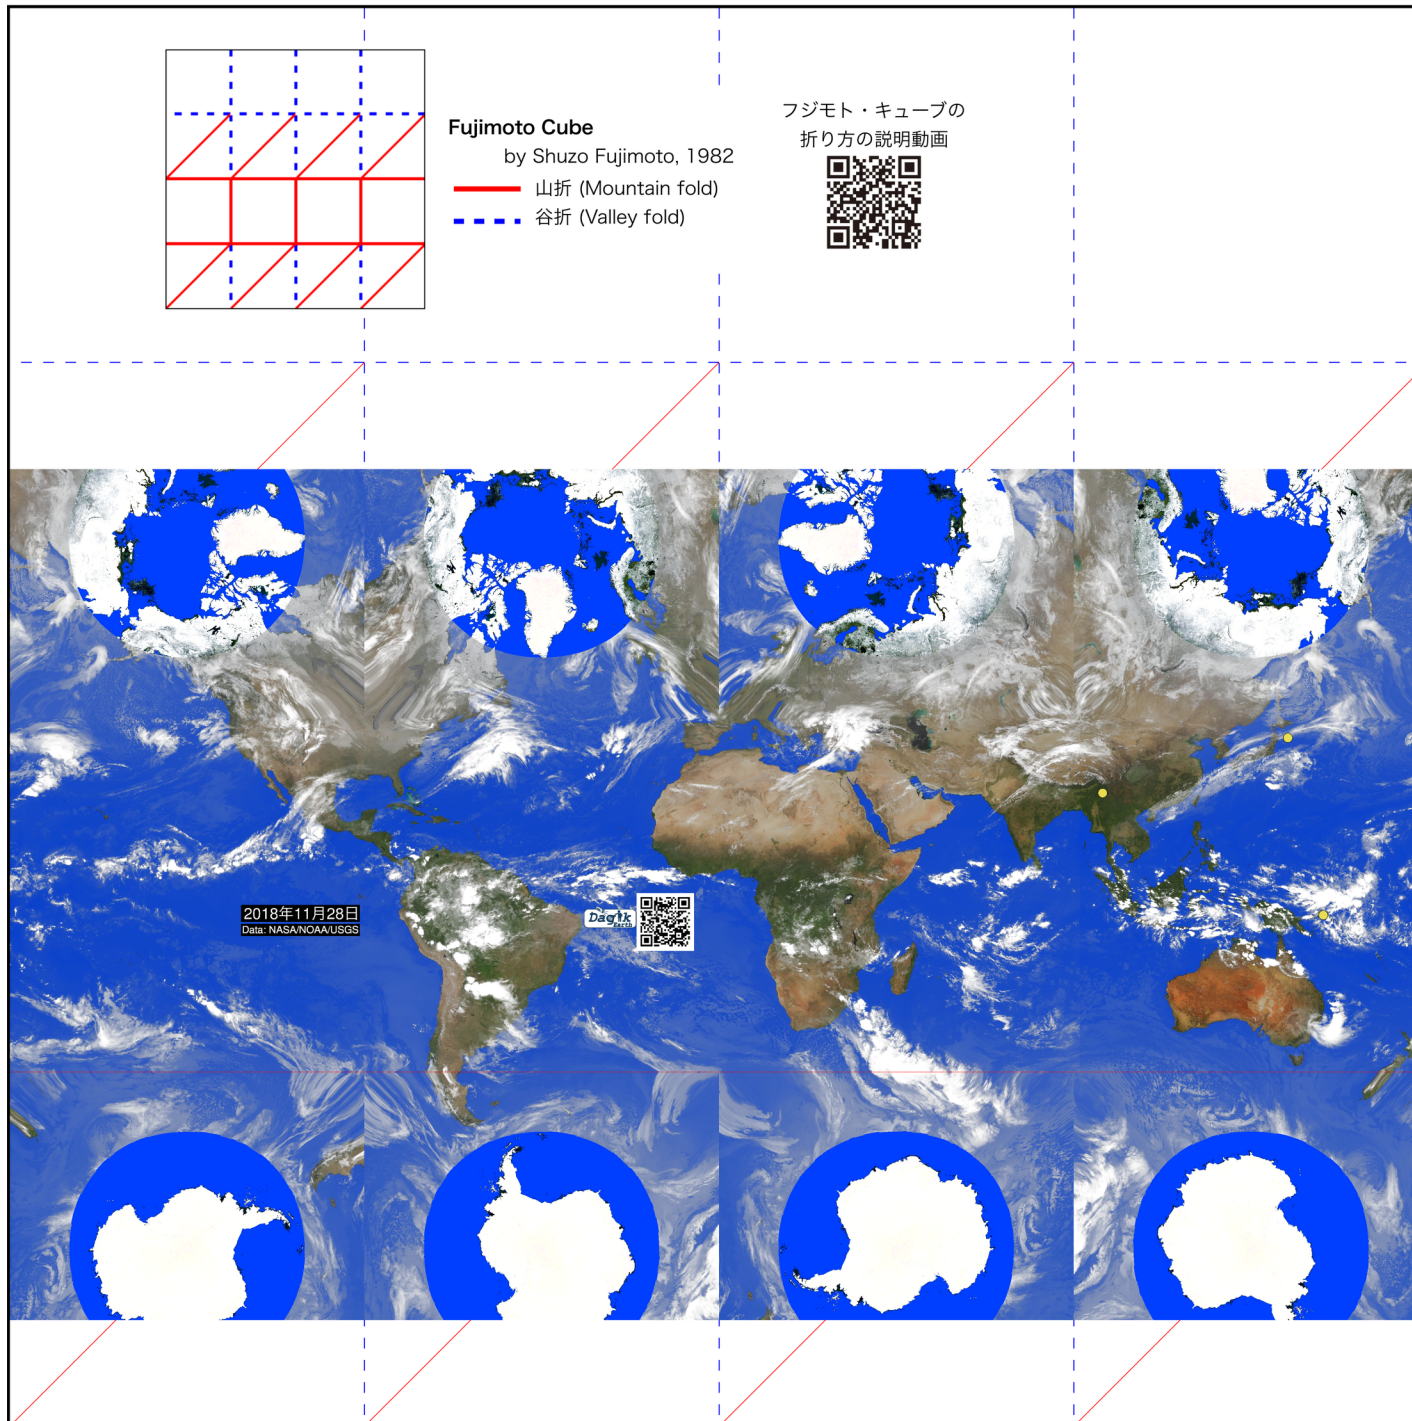 Fujimoto Cube
by Shuzo Fujimoto, 1982
山折 (Mountain fold)
谷折 (Valley fold)
フジモト・キューブの
折り方の説明動画
2018年11月28日
Data: NASA/NOAA/USGS
Dagik
Earth